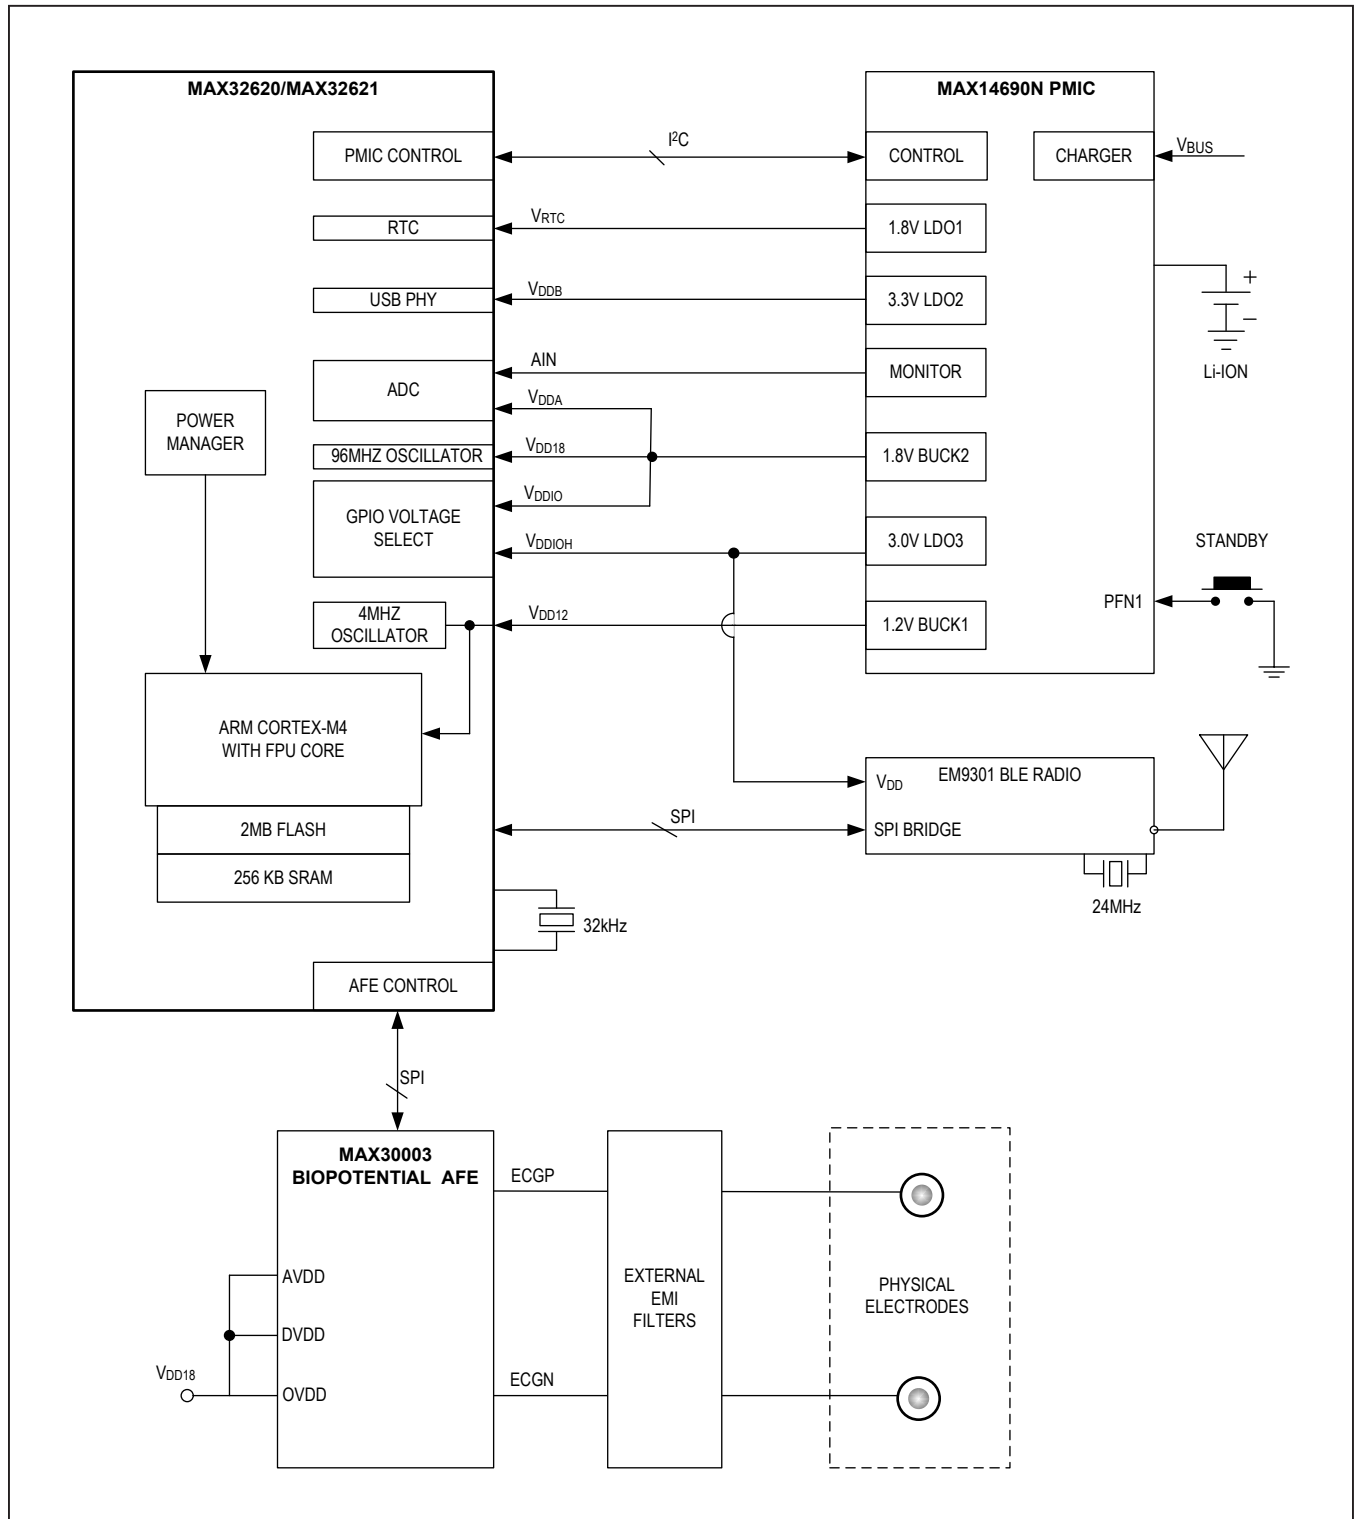 MAX32620/MAX32621
MAX14690N PMIC
PMIC CONTROL
I²C
CONTROL
CHARGER
VBUS
RTC
VRTC
1.8V LDO1
USB PHY
VDDB
3.3V LDO2
+
−
Li-ION
ADC
AIN
MONITOR
VDDA
POWER
MANAGER
96MHZ OSCILLATOR
VDD18
1.8V BUCK2
GPIO VOLTAGE
SELECT
VDDIO
VDDIOH
3.0V LDO3
STANDBY
PFN1
4MHZ
OSCILLATOR
VDD12
1.2V BUCK1
ARM CORTEX-M4
WITH FPU CORE
2MB FLASH
256 KB SRAM
EM9301 BLE RADIO
VDD
SPI
SPI BRIDGE
24MHz
32kHz
AFE CONTROL
SPI
MAX30003
BIOPOTENTIAL AFE
ECGP
AVDD
DVDD
OVDD
VDD18
ECGN
EXTERNAL
EMI
FILTERS
PHYSICAL
ELECTRODES